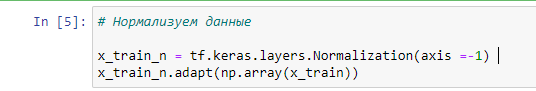 In [5]: # Нормализуем данные
x_train_n = tf.keras.layers.Normalization(axis =-1)
x_train_n.adapt(np.array(x_train))